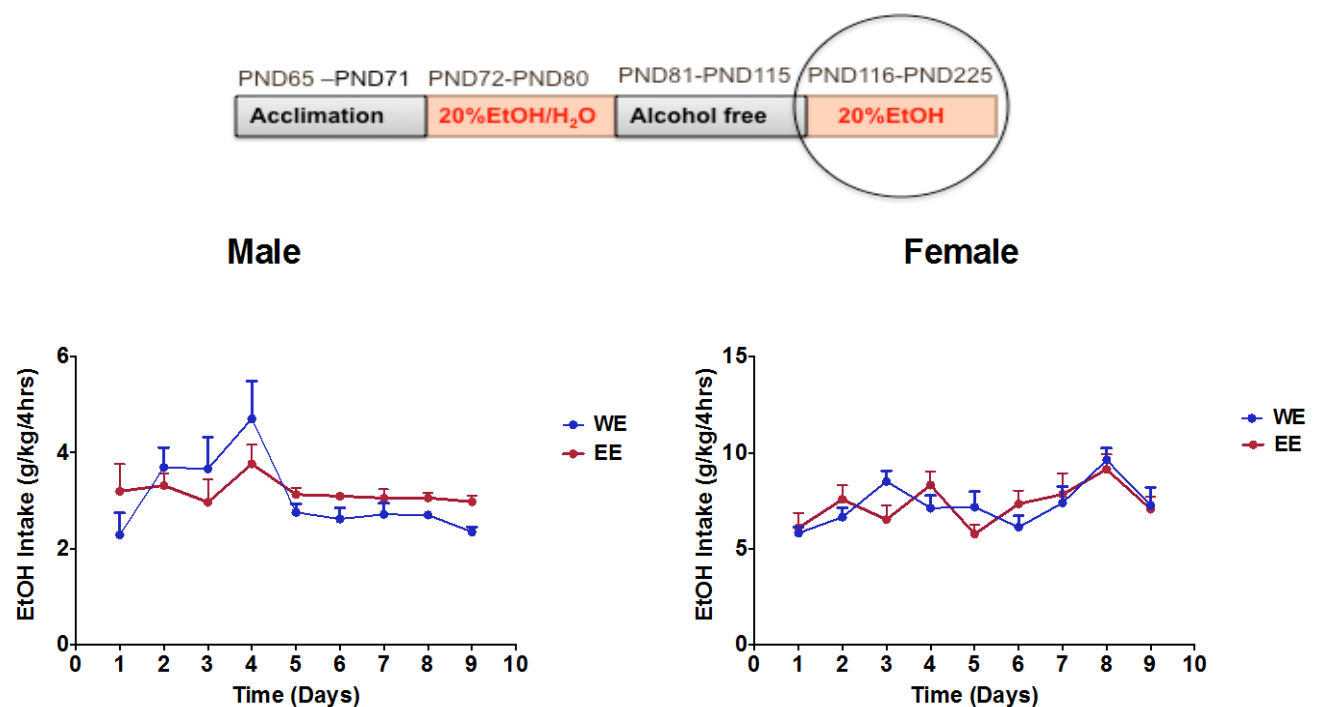 PND65 –PND71 PND72-PND80 PND81-PND115 PND116-PND225
Acclimation 20%EtOH/H₂O Alcohol free 20%EtOH
Male
EtOH Intake (g/kg/4hrs)
6
4
2
0
0 1 2 3 4 5 6 7 8 9 10
Time (Days)
WE
EE
Female
EtOH Intake (g/kg/4hrs)
15
10
5
0
0 1 2 3 4 5 6 7 8 9 10
Time (Days)
WE
EE